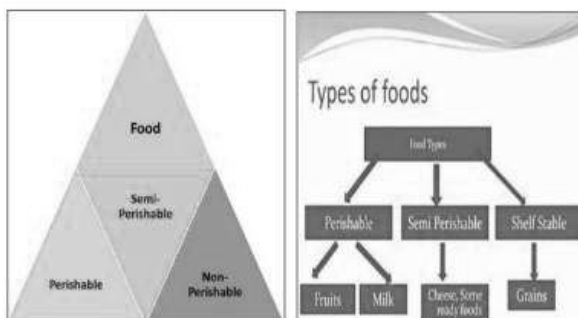 Food
Semi-
Perishable
Perishable
Non-
Perishable
Types of foods
Food Types
Perishable
Semi Perishable
Shelf Stable
Fruits
Milk
Cheese, Some
ready foods
Grains